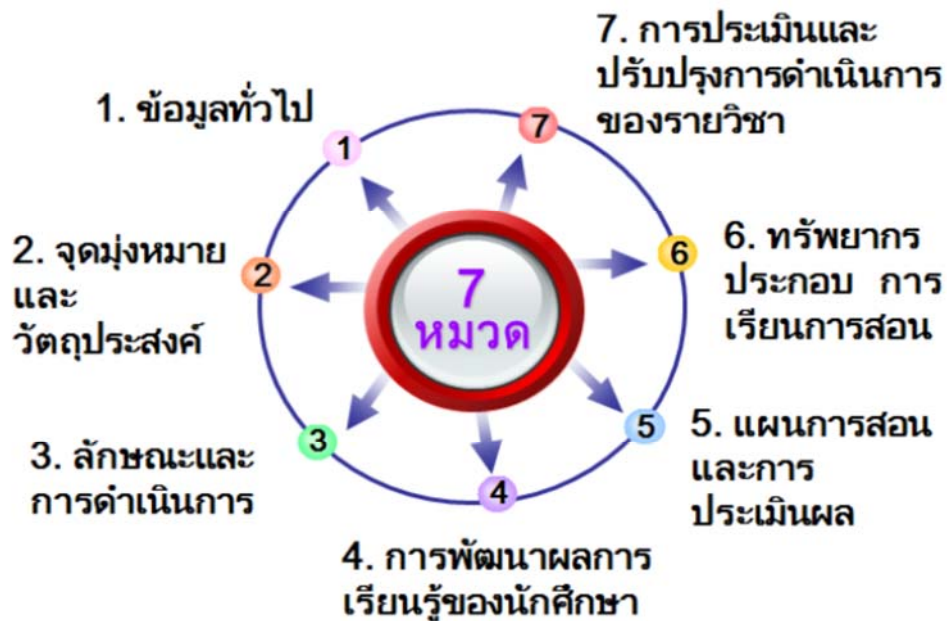 7
หมวด
1. ข้อมูลทั่วไป
1
2. จุดมุ่งหมาย
และ
วัตถุประสงค์
2
3. ลักษณะและ
การดำเนินการ
3
4. การพัฒนาผลการ
เรียนรู้ของนักศึกษา
4
5. แผนการสอน
และการ
ประเมินผล
5
6. ทรัพยากร
ประกอบ การ
เรียนการสอน
6
7. การประเมินและ
ปรับปรุงการดำเนินการ
ของรายวิชา
7